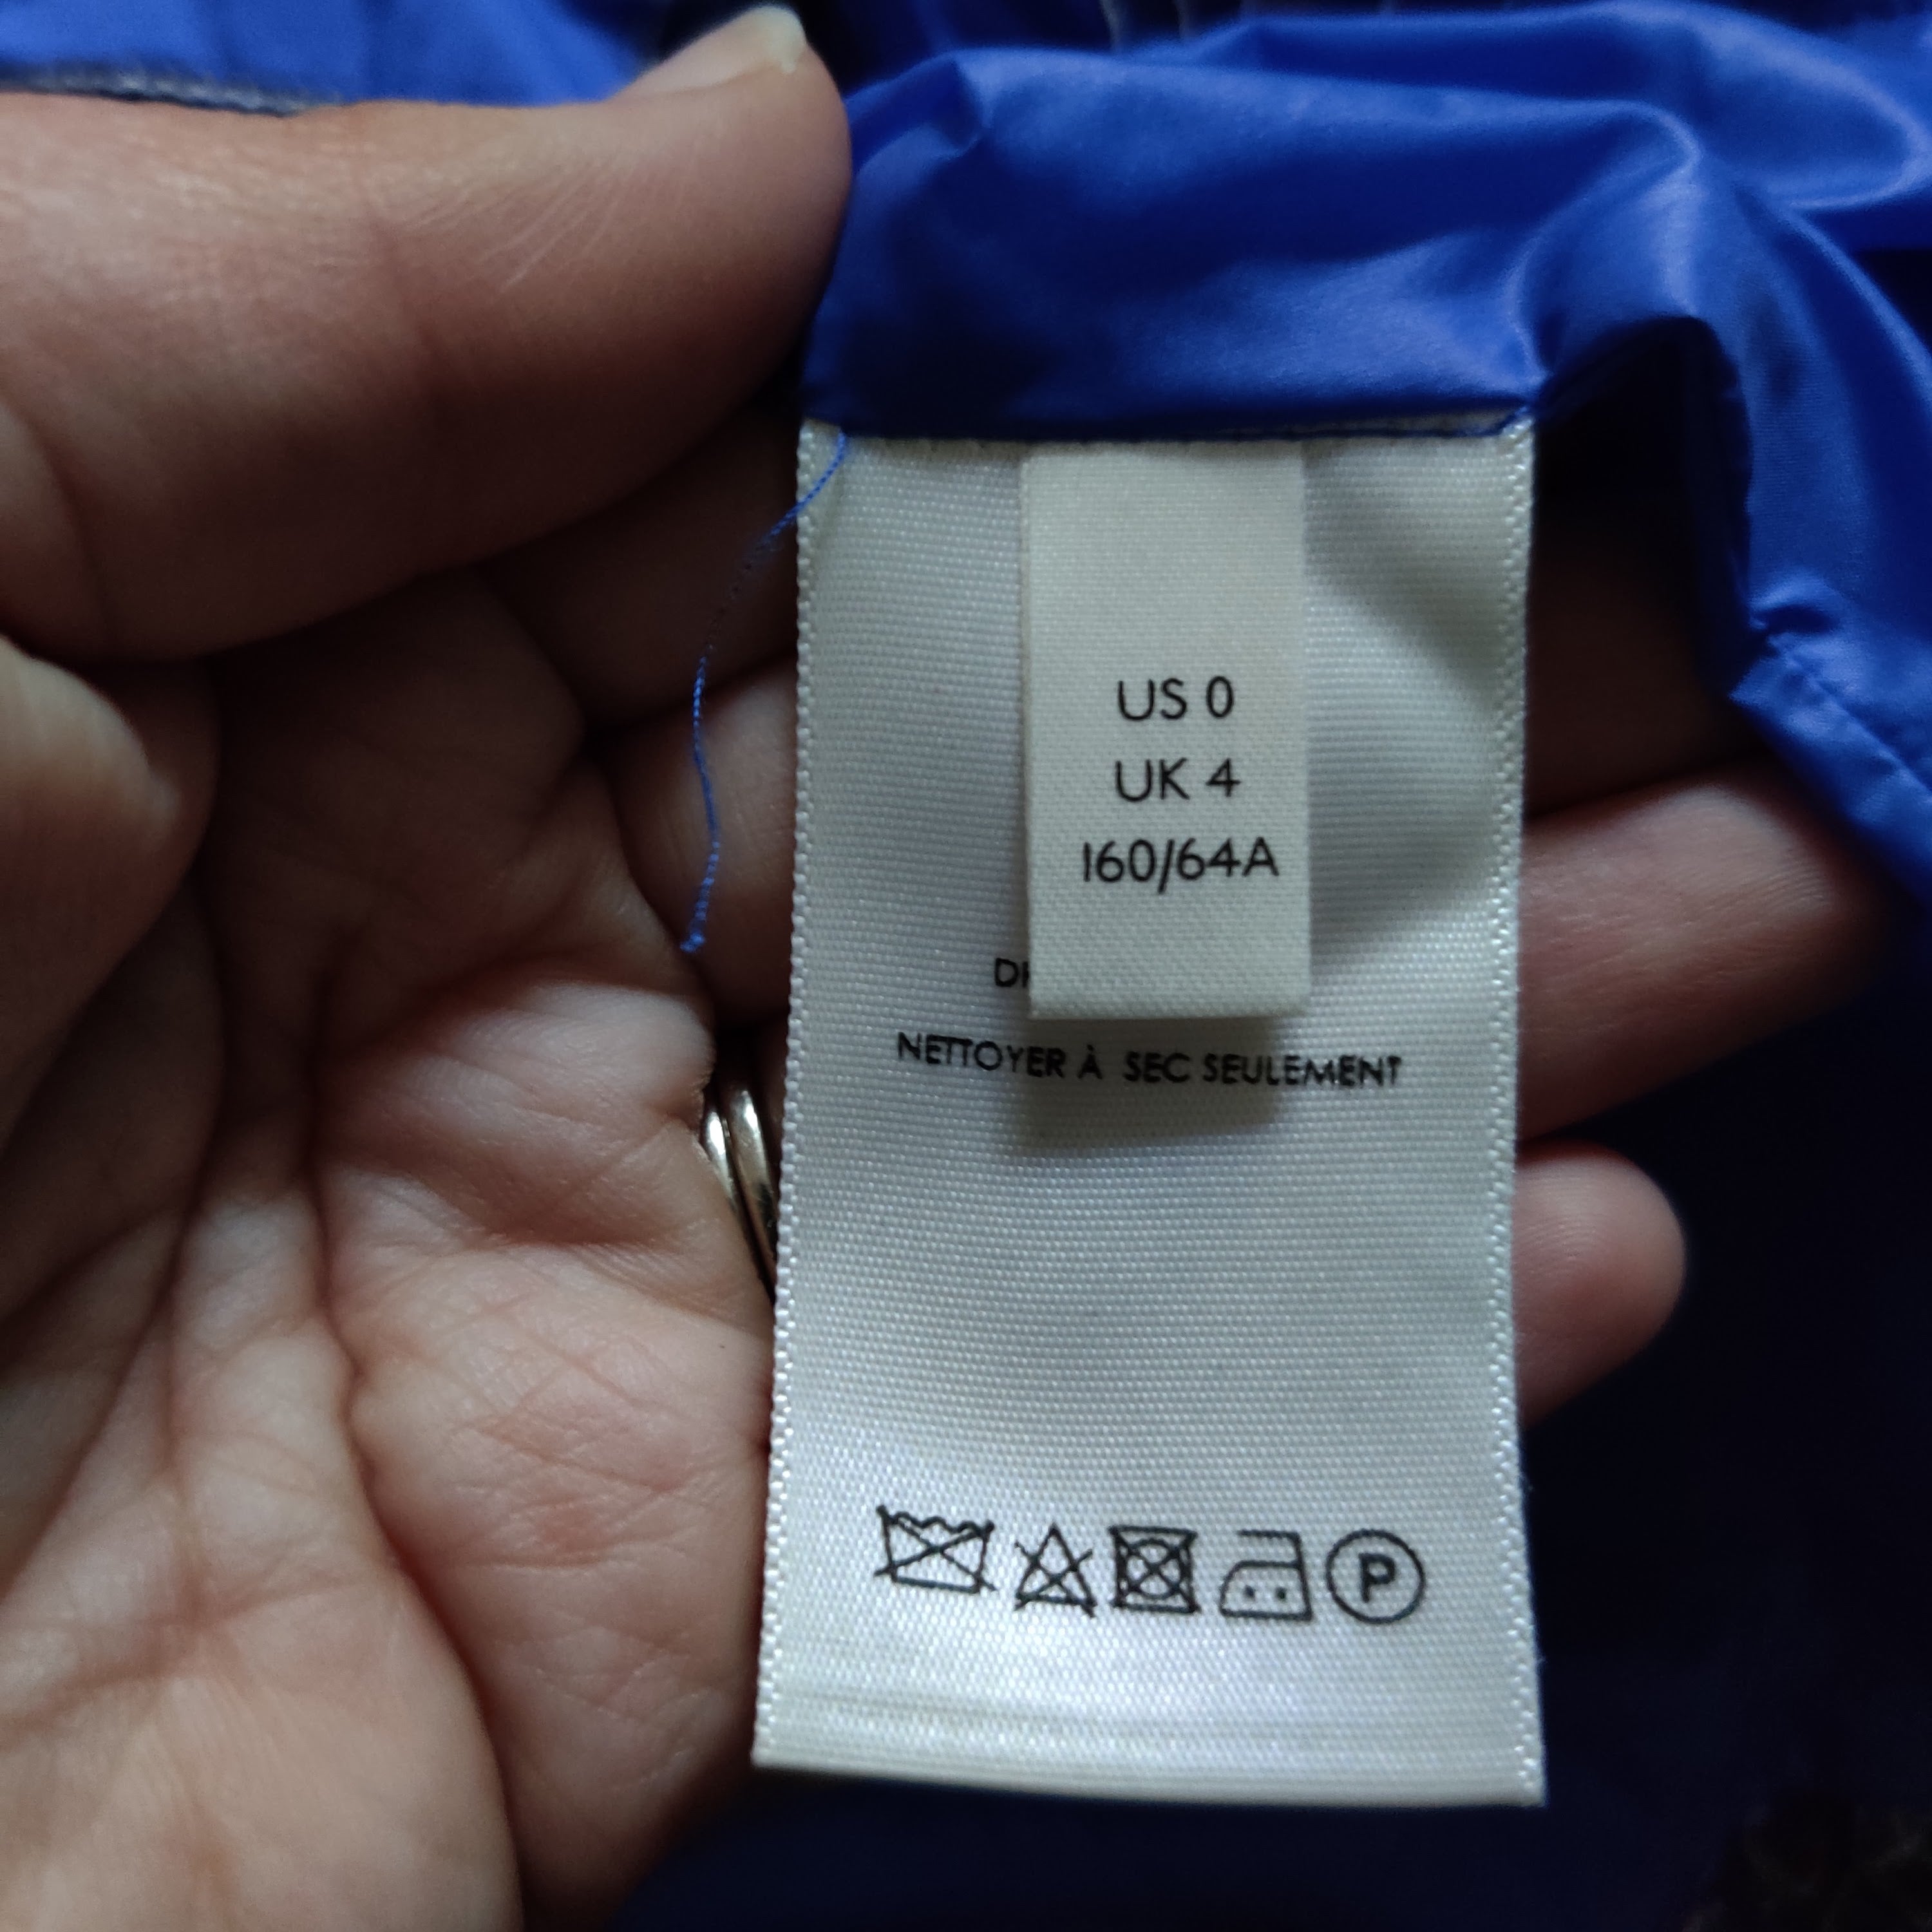 US 0
UK 4
160/64A
NETTOYER À SEC SEULEMENT
P